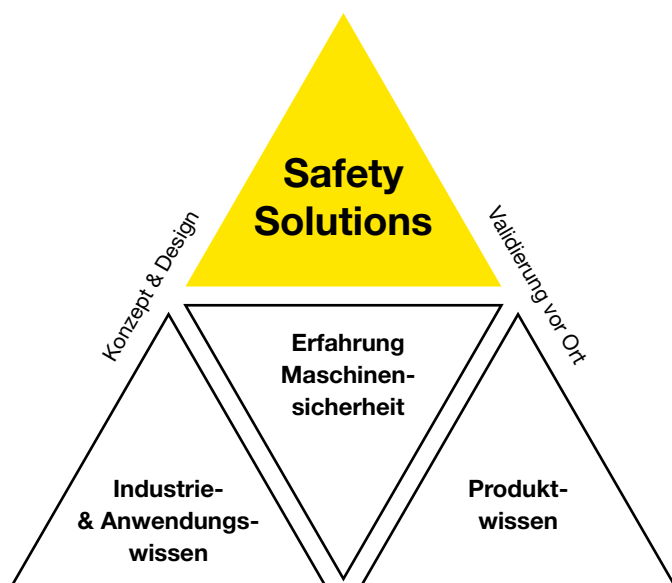 Safety
Solutions
Konzept & Design
Validierung vor Ort
Erfahrung
Maschinen-
sicherheit
Industrie-
& Anwendungs-
wissen
Produkt-
wissen